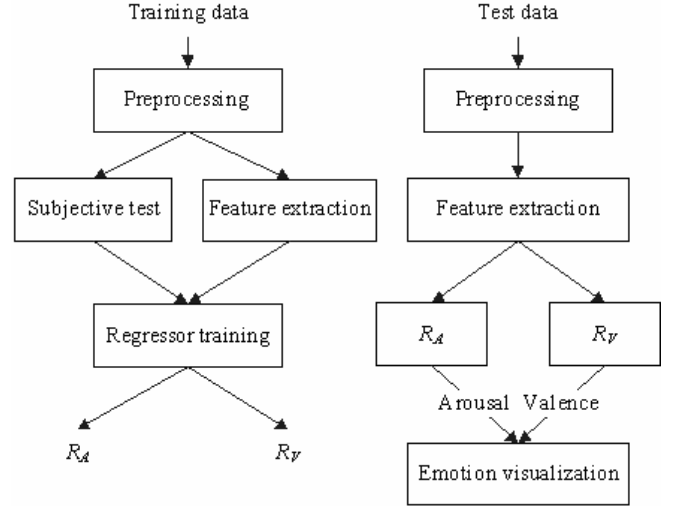 Training data
Preprocessing
Subjective test
Feature extraction
Regressor training
R_A
R_V
Test data
Preprocessing
Feature extraction
R_A
R_V
Arousal Valence
Emotion visualization